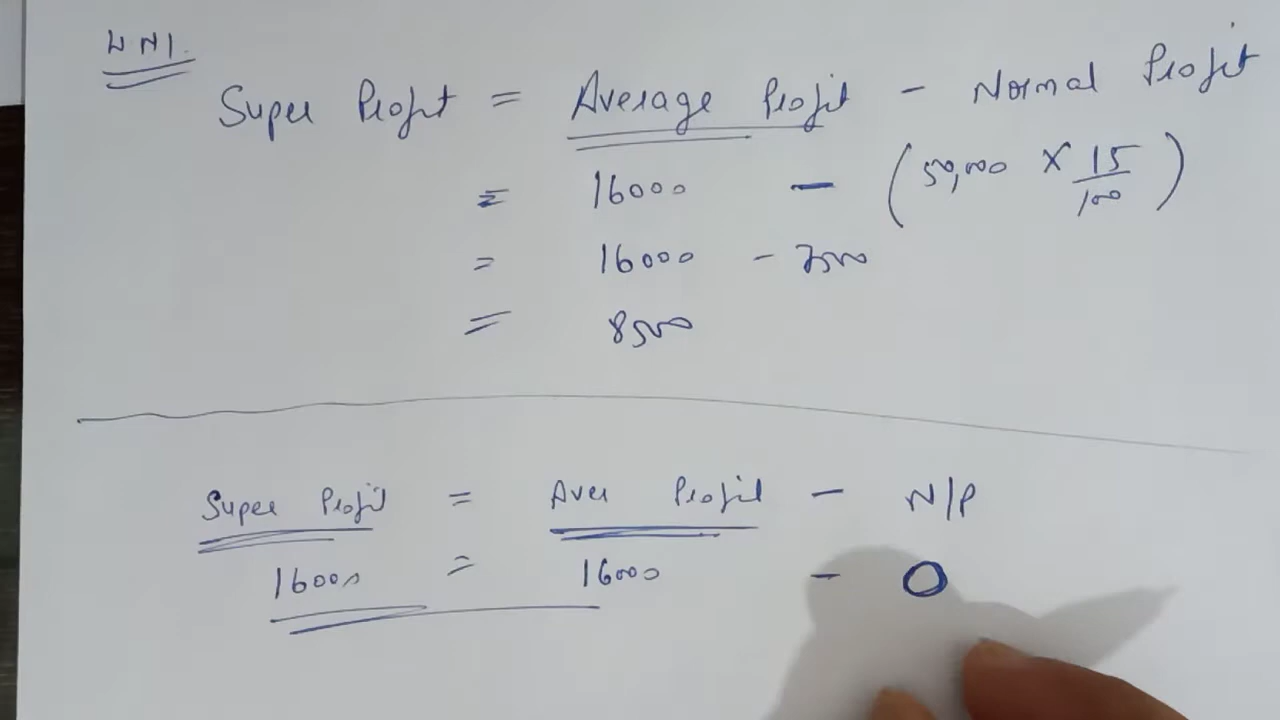 WN1.
Super Profit = Average Profit - Normal Profit
= 16000 - (50,000 × 15/100)
= 16000 - 7500
= 8500
Super Profit = Aver Profit - N/P
16000 = 16000 - 0